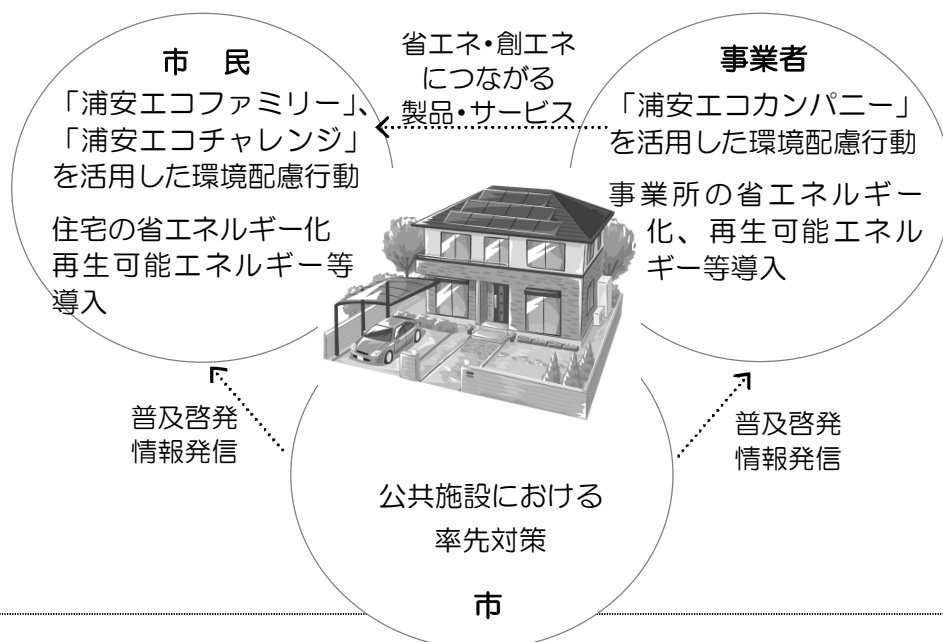 市　民
「浦安エコファミリー」、
「浦安エコチャレンジ」
を活用した環境配慮行動
住宅の省エネルギー化
再生可能エネルギー等
導入
省エネ・創エネ
につながる
製品・サービス
事業者
「浦安エコカンパニー」
を活用した環境配慮行動
事業所の省エネルギー
化、再生可能エネル
ギー等導入
普及啓発
情報発信
普及啓発
情報発信
公共施設における
率先対策
市